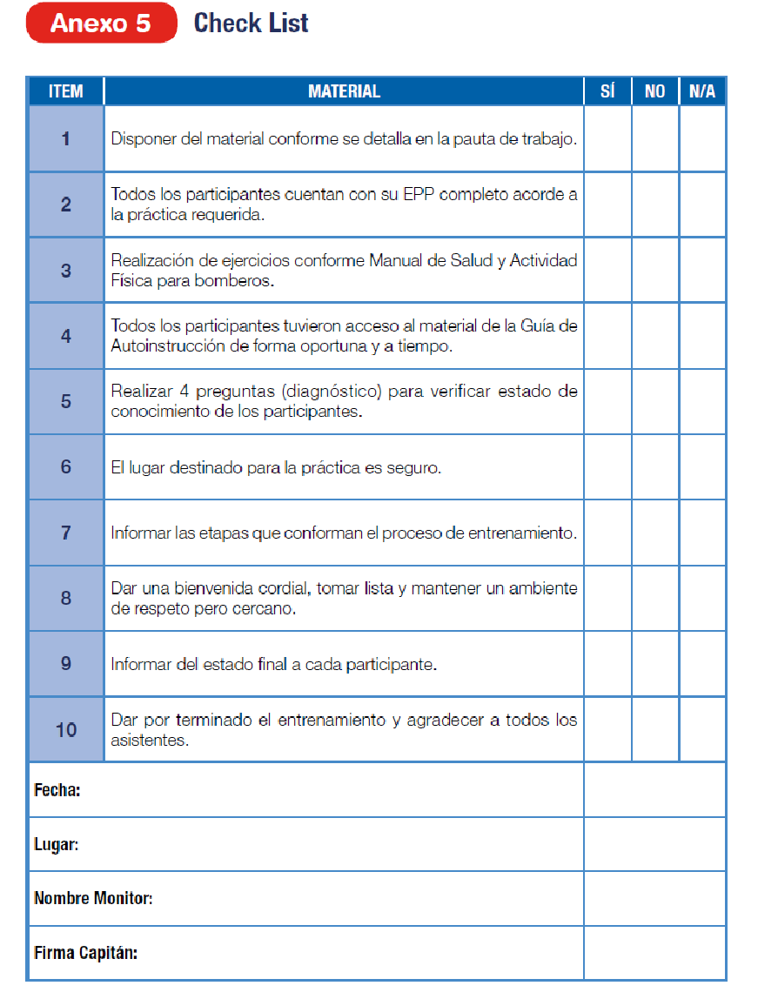 Anexo 5 Check List
ITEM MATERIAL SÍ NO N/A
1 Disponer del material conforme se detalla en la pauta de trabajo.
2 Todos los participantes cuentan con su EPP completo acorde a
la práctica requerida.
3 Realización de ejercicios conforme Manual de Salud y Actividad
Física para bomberos.
4 Todos los participantes tuvieron acceso al material de la Guía de
Autoinstrucción de forma oportuna y a tiempo.
5 Realizar 4 preguntas (diagnóstico) para verificar estado de
conocimiento de los participantes.
6 El lugar destinado para la práctica es seguro.
7 Informar las etapas que conforman el proceso de entrenamiento.
8 Dar una bienvenida cordial, tomar lista y mantener un ambiente
de respeto pero cercano.
9 Informar del estado final a cada participante.
10 Dar por terminado el entrenamiento y agradecer a todos los
asistentes.
Fecha:
Lugar:
Nombre Monitor:
Firma Capitán: